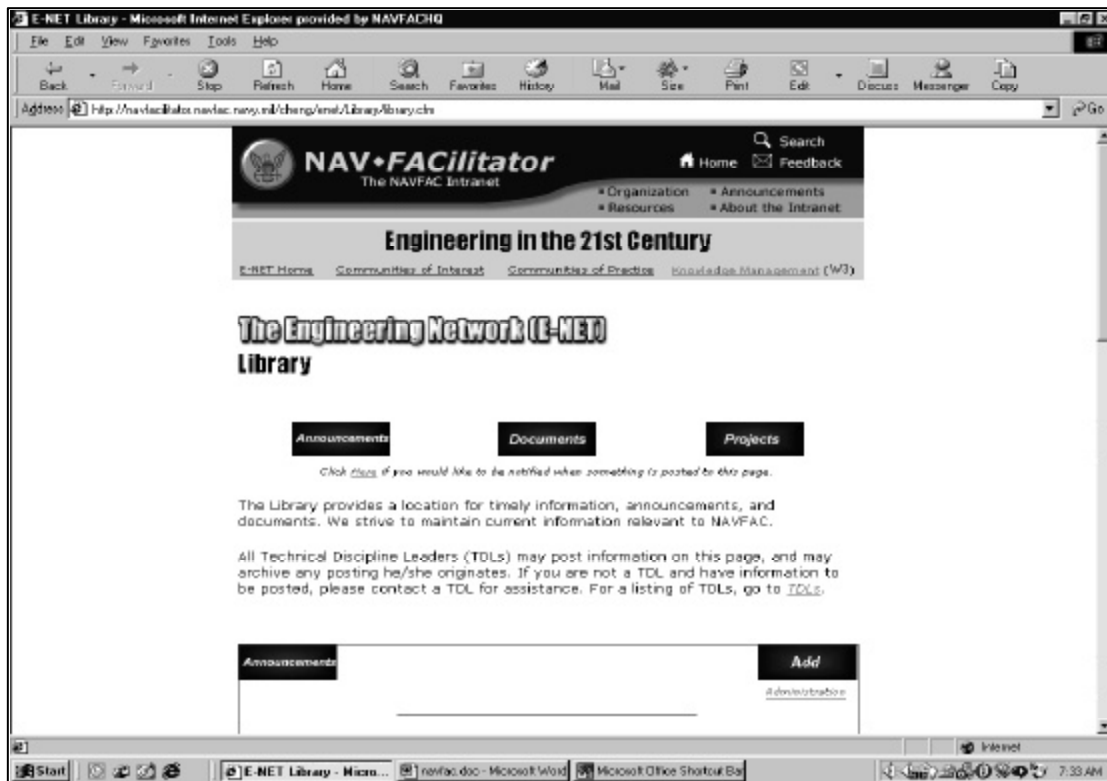 E-NET Library - Microsoft Internet Explorer provided by NAVFACHQ
File Edit View Favorites Tools Help
Back Forward Stop Refresh Home Search Favorites History Mail Size Print Edit Discuss Messenger Copy
Address http://navfacilitator.navfac.navy.mil/cheng/enet/Library/library.cfm Go
Search
NAV•FACilitator Home Feedback
The NAVFAC Intranet
Organization Announcements
Resources About the Intranet
Engineering in the 21st Century
E-NET Home Communities of Interest Communities of Practice Knowledge Management (W3)
The Engineering Network (E-NET)
Library
Announcements Documents Projects
Click Here if you would like to be notified when something is posted to this page.
The Library provides a location for timely information, announcements, and
documents. We strive to maintain current information relevant to NAVFAC.
All Technical Discipline Leaders (TDLs) may post information on this page, and may
archive any posting he/she originates. If you are not a TDL and have information to
be posted, please contact a TDL for assistance. For a listing of TDLs, go to TDLs.
Announcements Add
Administration
Internet
Start E-NET Library - Micro... navfac.doc - Microsoft Word Microsoft Office Shortcut Bar 7:33 AM